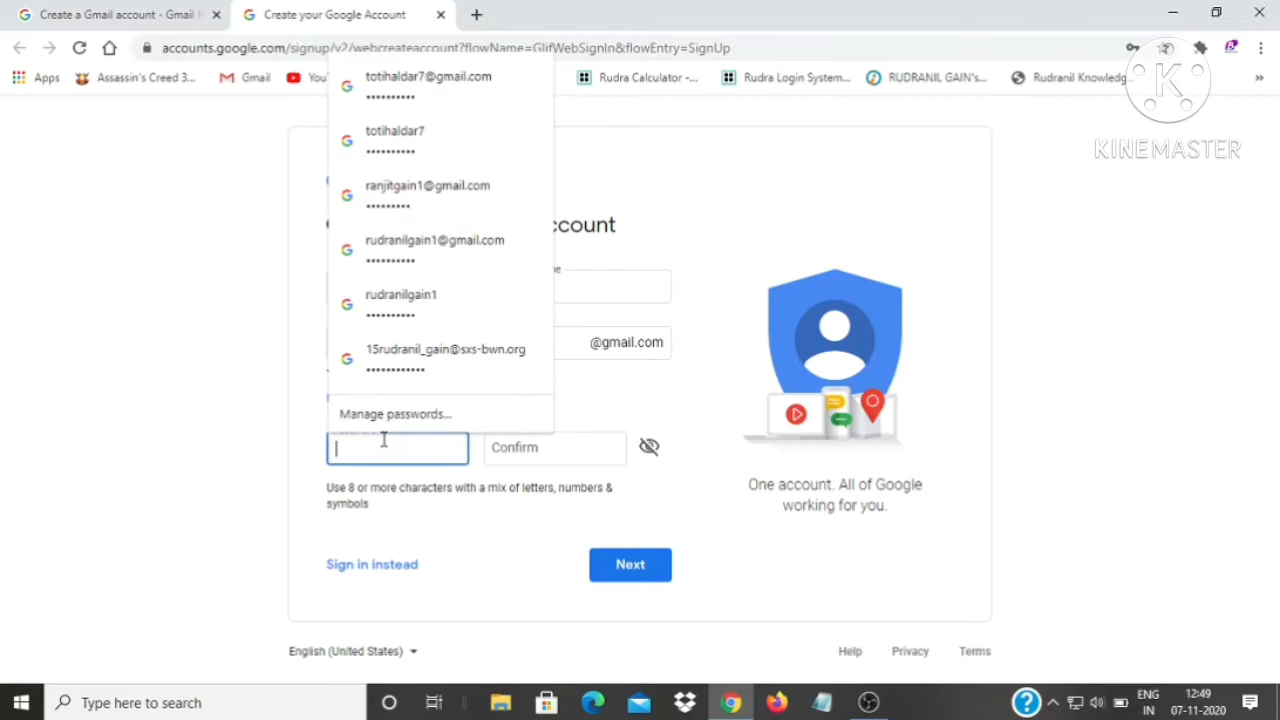 Create a Gmail account - Gmail
Create your Google Account
accounts.google.com/signup/v2/webcreateaccount?flowName=GlifWebSignIn&flowEntry=SignUp
Apps
Assassin's Creed 3...
Gmail
Rudra Calculator -...
Rudra Login System...
RUDRANIL GAIN's...
Rudranil Knowledg...
»
K
KINEMASTER
totihaldar7@gmail.com
••••••••••
totihaldar7
••••••••••
ranjitgain1@gmail.com
•••••••••
rudranilgain1@gmail.com
••••••••••
rudranilgain1
••••••••••
15rudranil_gain@sxs-bwn.org
••••••••••••
Manage passwords...
@gmail.com
Confirm
Use 8 or more characters with a mix of letters, numbers &
symbols
Sign in instead
Next
One account. All of Google
working for you.
English (United States)
Help
Privacy
Terms
Type here to search
ENG
IN
12:49
07-11-2020